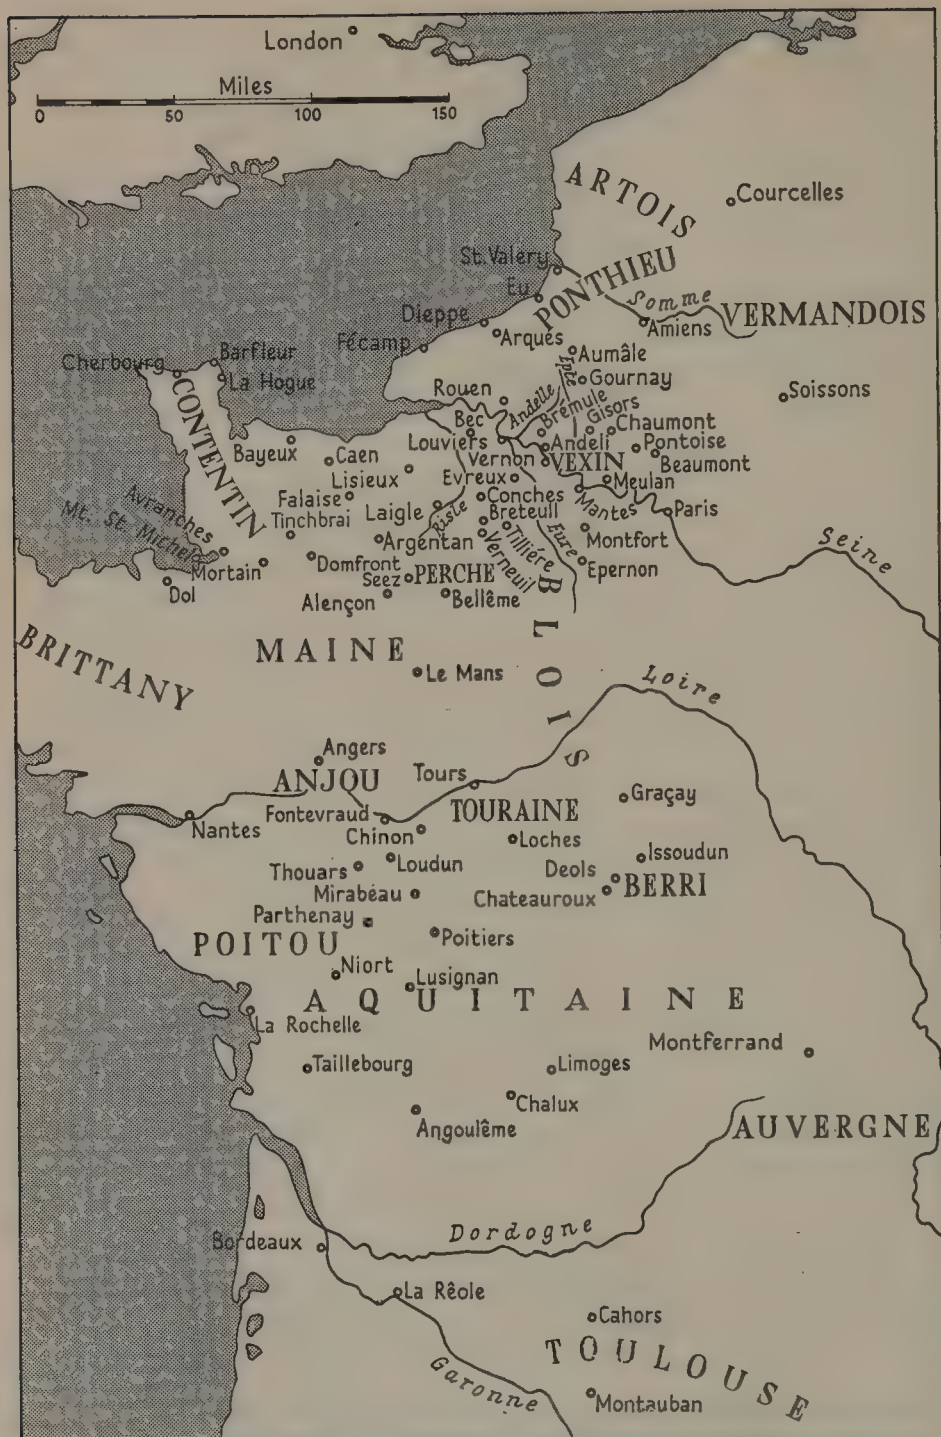 London
Miles
0 50 100 150
ARTOIS
Courcelles
St. Valéry
PONTHIEU
Eu
Somme
VERMANDOIS
Dieppe
Amiens
Arques
Fécamp
Aumâle
Cherbourg
Barfleur
Epte
Gournay
La Hogue
Soissons
CONTENTIN
Rouen
Andelle
Brémule
Gisors
Bec
Chaumont
Louviers
Andeli
Pontoise
Bayeux
Caen
Vernon
VEXIN
Beaumont
Lisieux
Evreux
Meulan
Falaise
Conches
Mantes
Avranches
Tinchbrai
Laigle
Risle
Breteuil
Paris
Mt. St. Michel
Argentan
Verneuil
Tilliére
Eure
Montfort
Seine
Mortain
Domfront
Seez
PERCHE
Epernon
Dol
Alençon
Bellême
BLOIS
BRITTANY
MAINE
Le Mans
Loire
Angers
ANJOU
Tours
Nantes
Fontevraud
TOURAINE
Graçay
Chinon
Loches
Thouars
Loudun
Issoudun
Deols
Mirabéau
Chateauroux
BERRI
Parthenay
POITOU
Poitiers
Niort
Lusignan
AQUITAINE
La Rochelle
Montferrand
Taillebourg
Limoges
Chalux
Angoulême
AUVERGNE
Dordogne
Bordeaux
La Rêole
Cahors
TOULOUSE
Garonne
Montauban